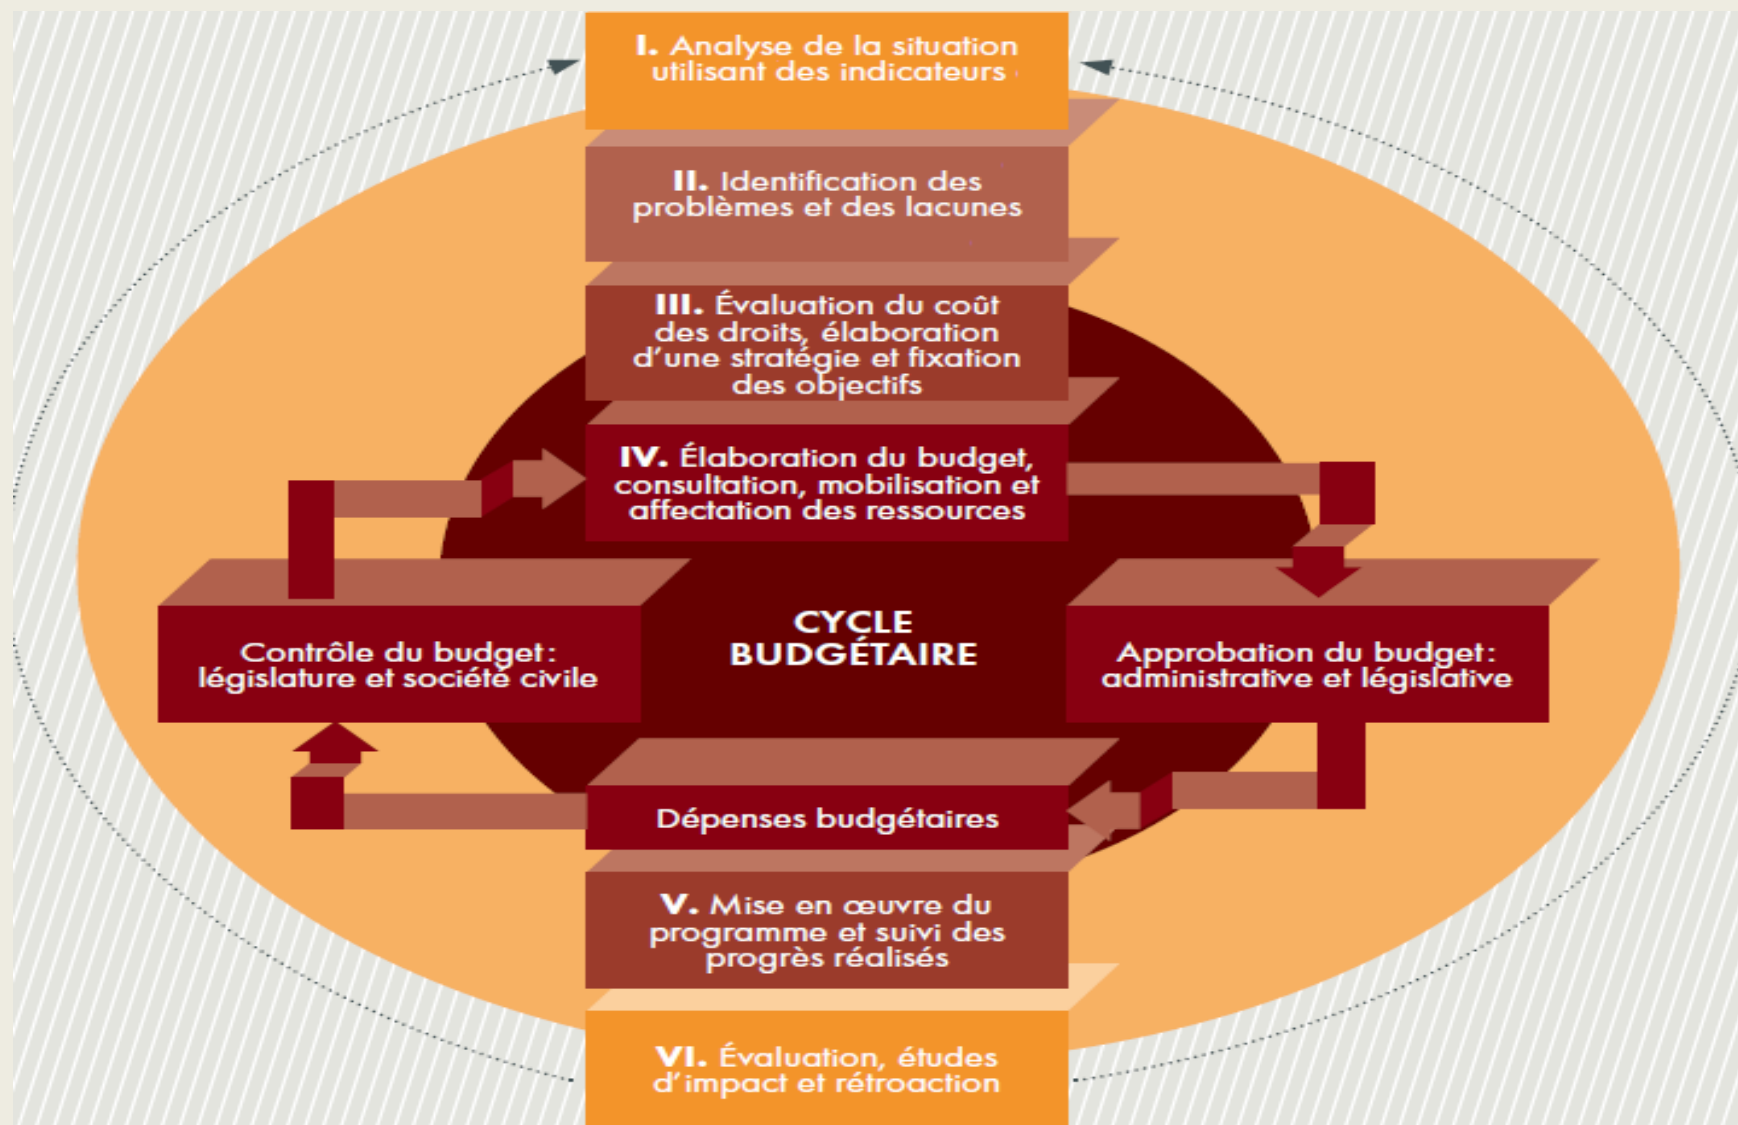 I. Analyse de la situation
utilisant des indicateurs
II. Identification des
problèmes et des lacunes
III. Évaluation du coût
des droits, élaboration
d’une stratégie et fixation
des objectifs
IV. Élaboration du budget,
consultation, mobilisation et
affectation des ressources
CYCLE
BUDGÉTAIRE
Contrôle du budget :
législature et société civile
Approbation du budget :
administrative et législative
Dépenses budgétaires
V. Mise en œuvre du
programme et suivi des
progrès réalisés
VI. Évaluation, études
d’impact et rétroaction